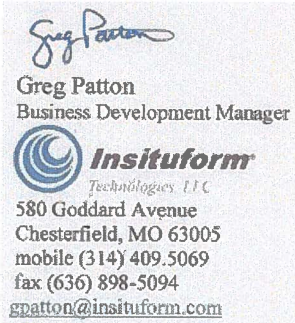 Greg Patton
Greg Patton
Business Development Manager
Insituform
Technologies, LLC
580 Goddard Avenue
Chesterfield, MO 63005
mobile (314) 409.5069
fax (636) 898-5094
gpatton@insituform.com